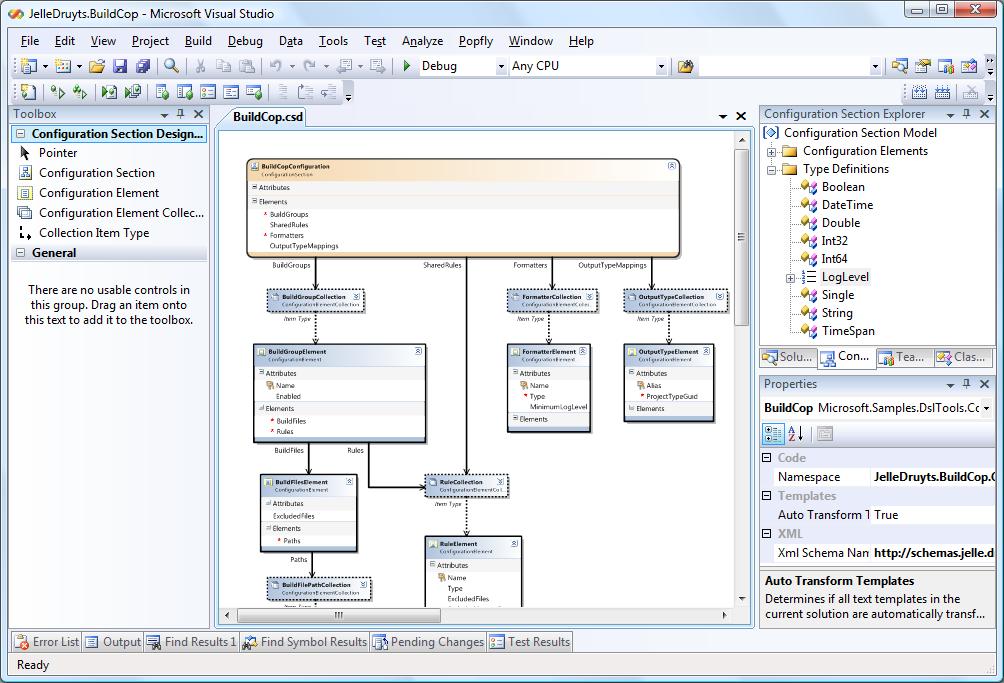 JelleDruyts.BuildCop - Microsoft Visual Studio
File Edit View Project Build Debug Data Tools Test Analyze Popfly Window Help
Debug Any CPU
Toolbox
Configuration Section Design...
Pointer
Configuration Section
Configuration Element
Configuration Element Collec...
Collection Item Type
General
There are no usable controls in
this group. Drag an item onto
this text to add it to the toolbox.
BuildCop.csd
BuildCopConfiguration
ConfigurationSection
Attributes
Elements
BuildGroups
SharedRules
Formatters
OutputTypeMappings
BuildGroups SharedRules Formatters OutputTypeMappings
BuildGroupCollection
ConfigurationElementCollection
Item Type
FormatterCollection
ConfigurationElementCollection
Item Type
OutputTypeCollection
ConfigurationElementCollection
Item Type
BuildGroupElement
ConfigurationElement
Attributes
Name
Enabled
Elements
BuildFiles
Rules
FormatterElement
ConfigurationElement
Attributes
Name
Type
MinimumLogLevel
Elements
OutputTypeElement
ConfigurationElement
Attributes
Alias
ProjectTypeGuid
Elements
BuildFiles Rules
BuildFilesElement
ConfigurationElement
Attributes
ExcludedFiles
Elements
Paths
RuleCollection
ConfigurationElementColl...
Item Type
Paths
BuildFilePathCollection
ConfigurationElementCollection
Item Type
RuleElement
ConfigurationElement
Attributes
Name
Type
ExcludedFiles
Configuration Section Explorer
Configuration Section Model
Configuration Elements
Type Definitions
Boolean
DateTime
Double
Int32
Int64
LogLevel
Single
String
TimeSpan
Solu... Con... Tea... Clas...
Properties
BuildCop Microsoft.Samples.DslTools.Cc
Code
Namespace JelleDruyts.BuildCop.C
Templates
Auto Transform T True
XML
Xml Schema Nam http://schemas.jelle.d
Auto Transform Templates
Determines if all text templates in the
current solution are automatically transf...
Error List Output Find Results 1 Find Symbol Results Pending Changes Test Results
Ready